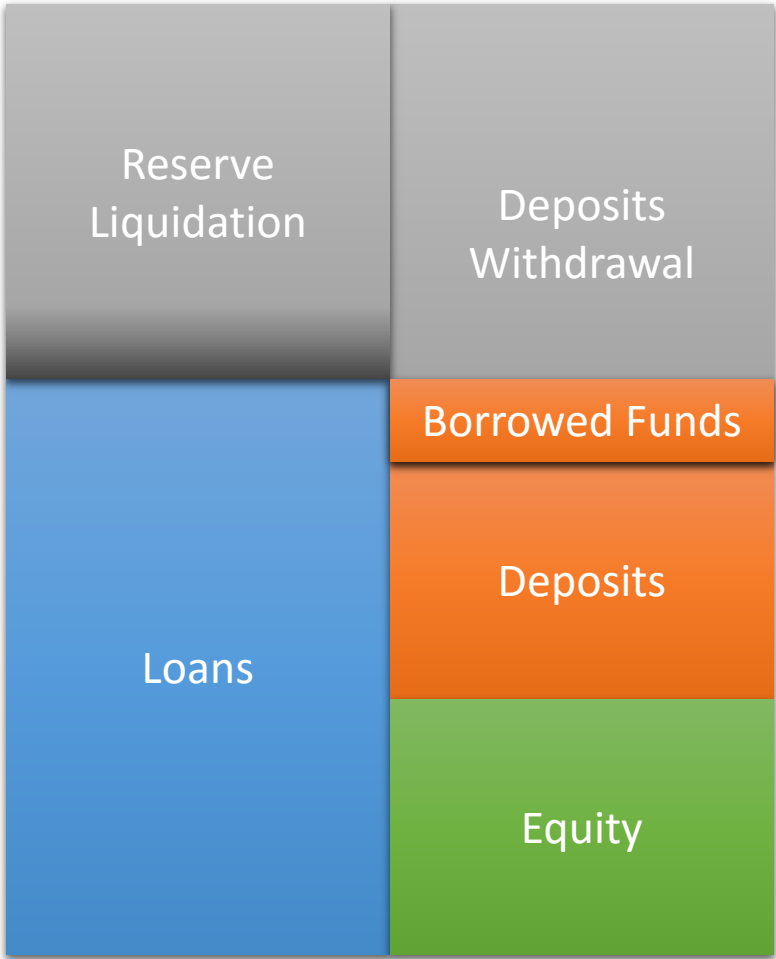 Reserve
Liquidation
Deposits
Withdrawal
Borrowed Funds
Deposits
Loans
Equity